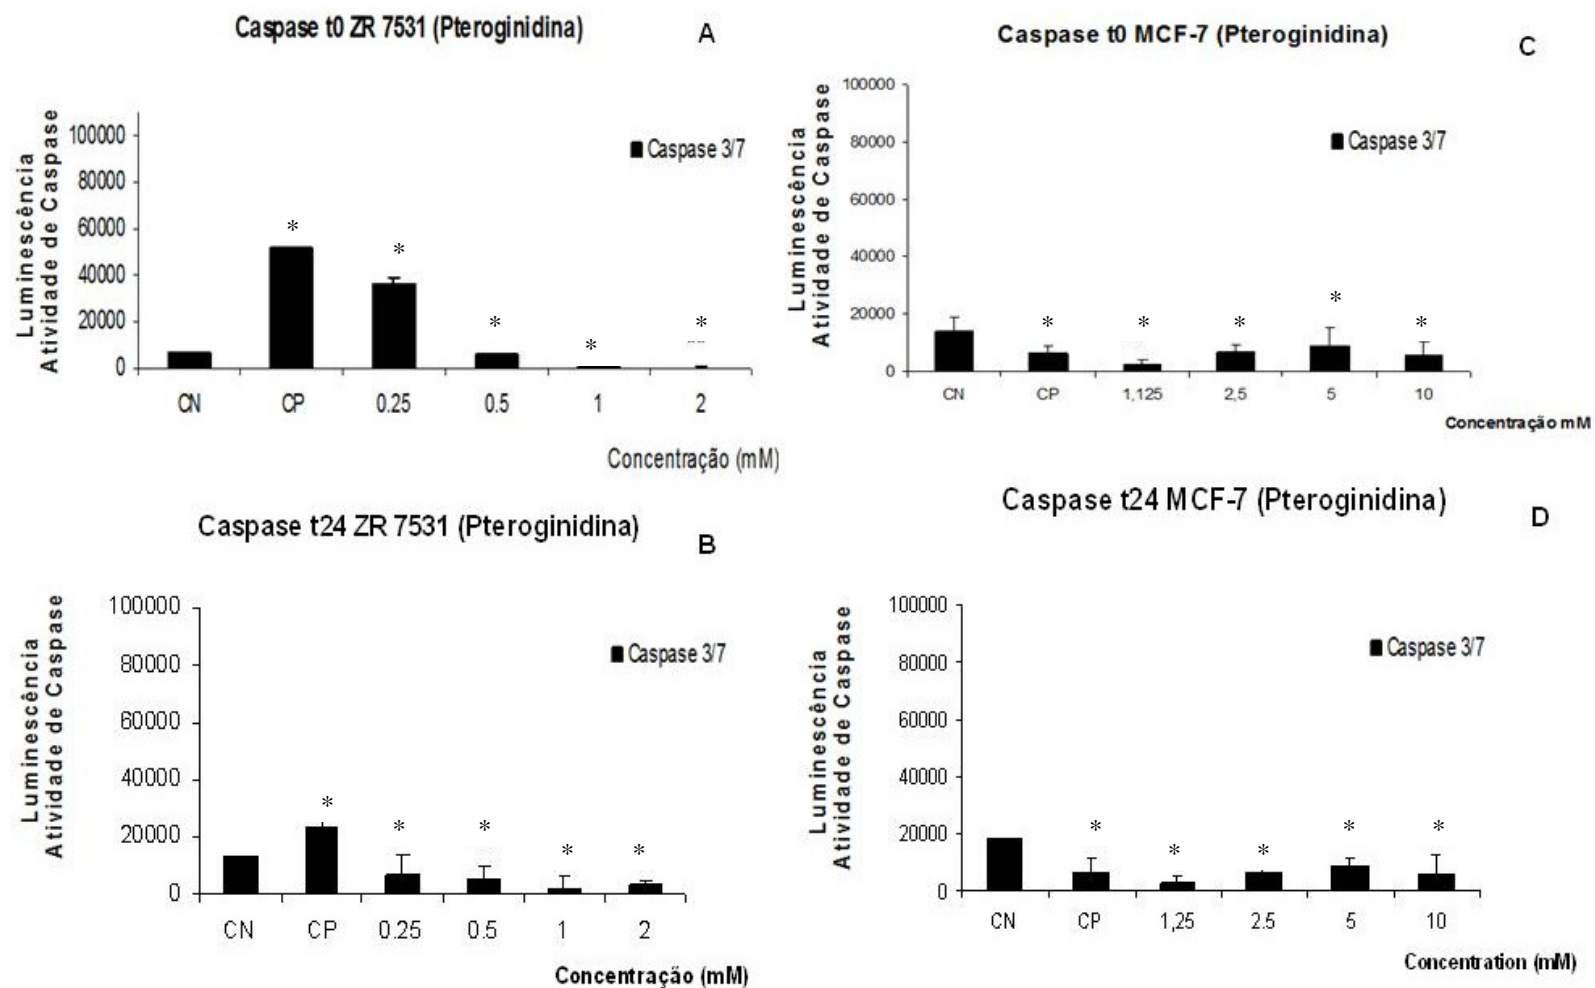 Caspase t0 ZR 7531 (Pteroginidina)
A
Luminescência
Atividade de Caspase
100000
80000
60000
40000
20000
0
Caspase 3/7
*
*
*
*
*
CN CP 0.25 0.5 1 2
Concentração (mM)
Caspase t0 MCF-7 (Pteroginidina)
C
Luminescência
Atividade de Caspase
100000
80000
60000
40000
20000
0
Caspase 3/7
*
*
*
*
*
CN CP 1,125 2,5 5 10
Concentração mM
Caspase t24 ZR 7531 (Pteroginidina)
B
Luminescência
Atividade de Caspase
100000
80000
60000
40000
20000
0
Caspase 3/7
*
*
*
*
*
CN CP 0.25 0.5 1 2
Concentração (mM)
Caspase t24 MCF-7 (Pteroginidina)
D
Luminescência
Atividade de Caspase
100000
80000
60000
40000
20000
0
Caspase 3/7
*
*
*
*
*
CN CP 1,25 2.5 5 10
Concentration (mM)